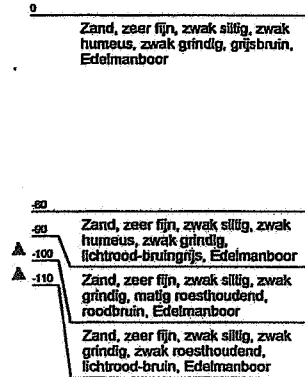 0
Zand, zeer fijn, zwak siltig, zwak
humeus, zwak grindig, grijsbruin,
Edelmanboor
-80
Zand, zeer fijn, zwak siltig, zwak
humeus, zwak grindig,
lichtrood-bruingrijs, Edelmanboor
-90
-100
Zand, zeer fijn, zwak siltig, zwak
grindig, matig roesthoudend,
roodbruin, Edelmanboor
-110
Zand, zeer fijn, zwak siltig, zwak
grindig, zwak roesthoudend,
lichtrood-bruin, Edelmanboor